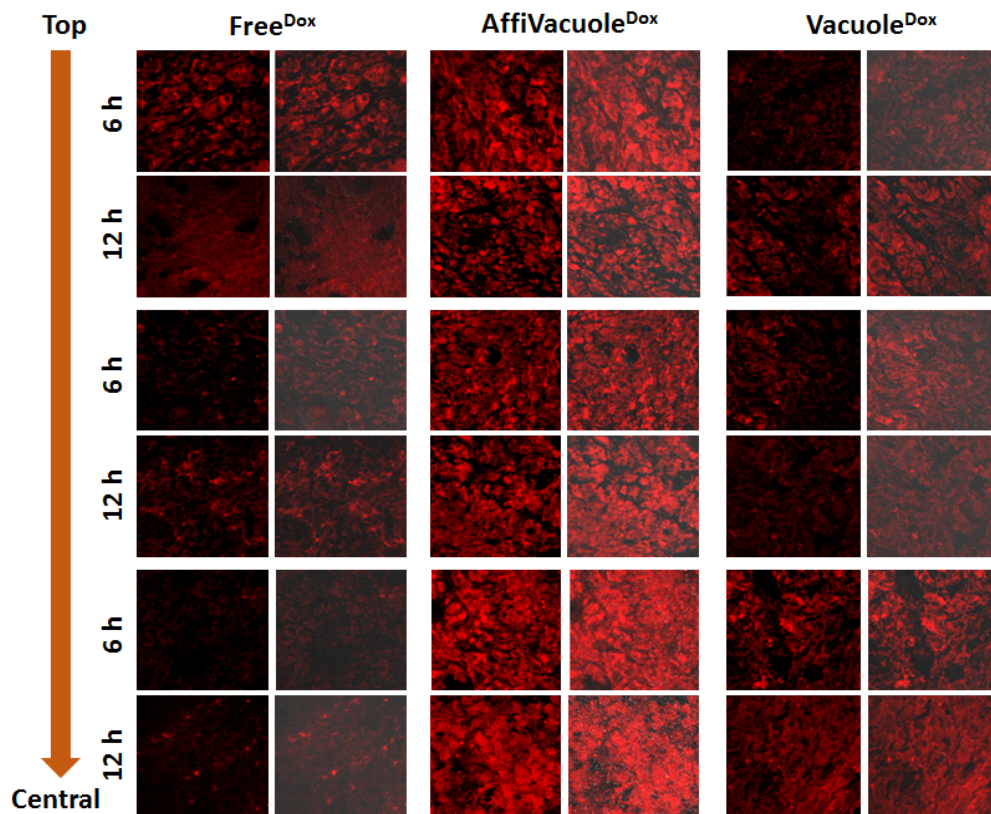 Top
Free^Dox
AffiVacuole^Dox
Vacuole^Dox
6 h
12 h
6 h
12 h
6 h
12 h
Central